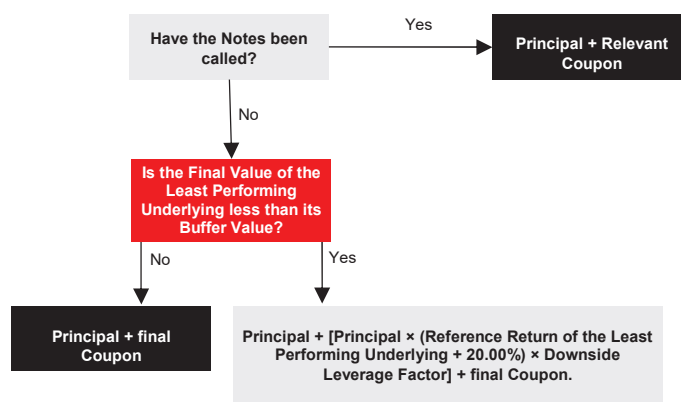 Have the Notes been
called?
Yes
Principal + Relevant
Coupon
No
Is the Final Value of the
Least Performing
Underlying less than its
Buffer Value?
No
Yes
Principal + final
Coupon
Principal + [Principal × (Reference Return of the Least
Performing Underlying + 20.00%) × Downside
Leverage Factor] + final Coupon.